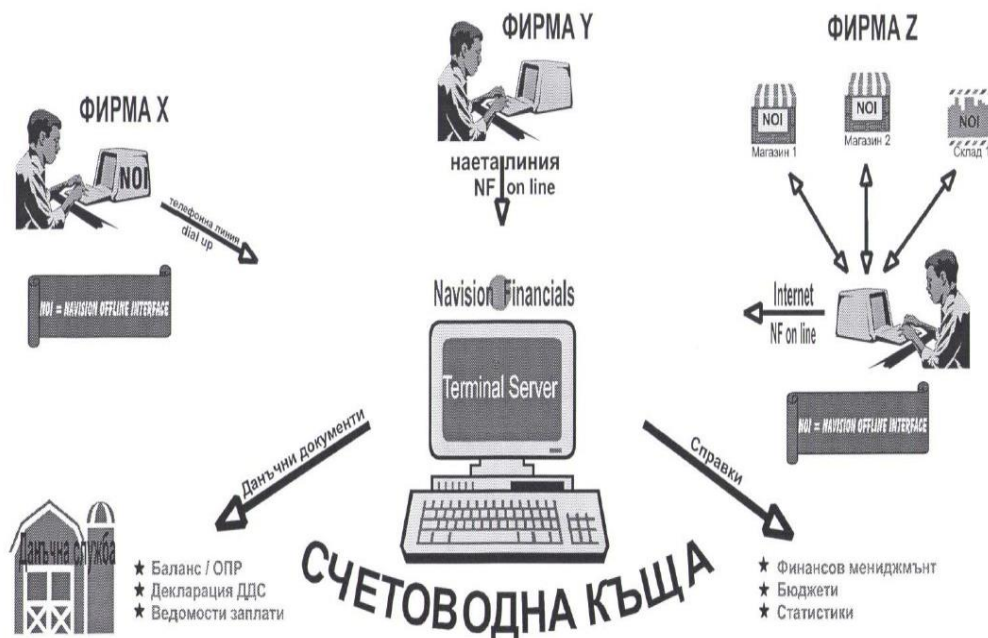 ФИРМА X
NOI
телефонна линия
dial up
NOI = NAVISION OFFLINE INTERFACE
ФИРМА Y
наета линия
NF on line
ФИРМА Z
NOI
Магазин 1
NOI
Магазин 2
NOI
Склад 1
Internet
NF on line
NOI = NAVISION OFFLINE INTERFACE
Navision Financials
Terminal Server
Данъчни документи
Справки
Данъчна служба
★ Баланс / ОПР
★ Декларация ДДС
★ Ведомости заплати
СЧЕТОВОДНА КЪЩА
★ Финансов мениджмънт
★ Бюджети
★ Статистики